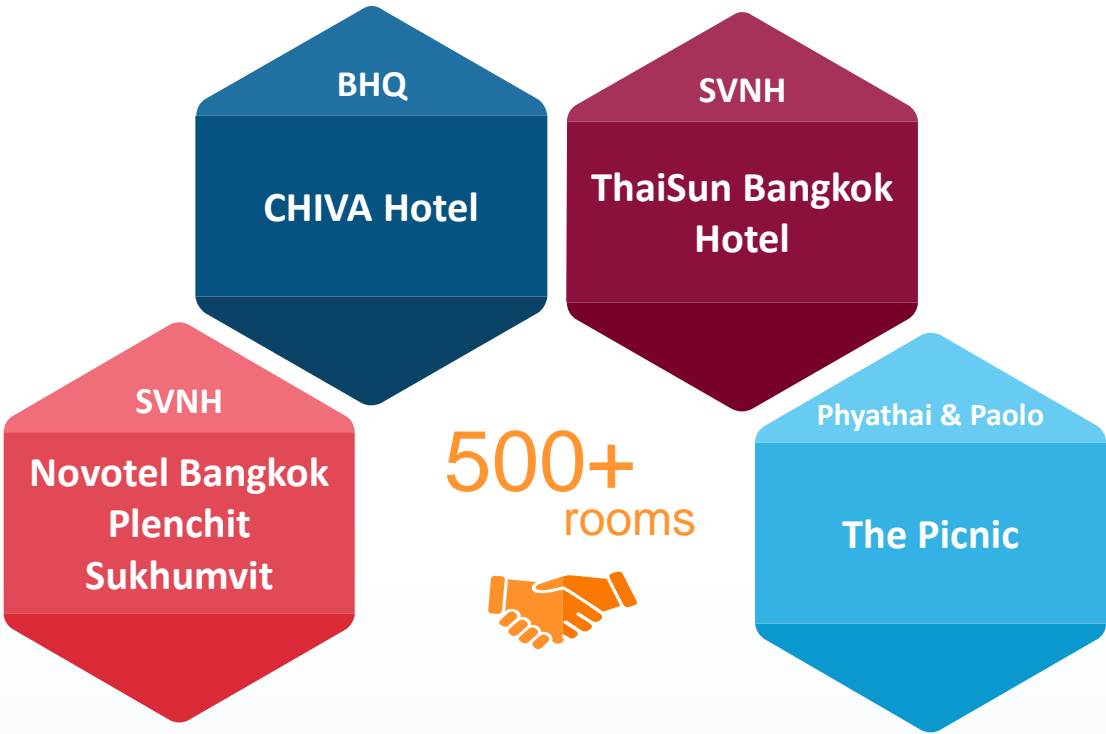 BHQ
CHIVA Hotel
SVNH
ThaiSun Bangkok
Hotel
SVNH
Novotel Bangkok
Plenchit
Sukhumvit
500+
rooms
Phyathai & Paolo
The Picnic